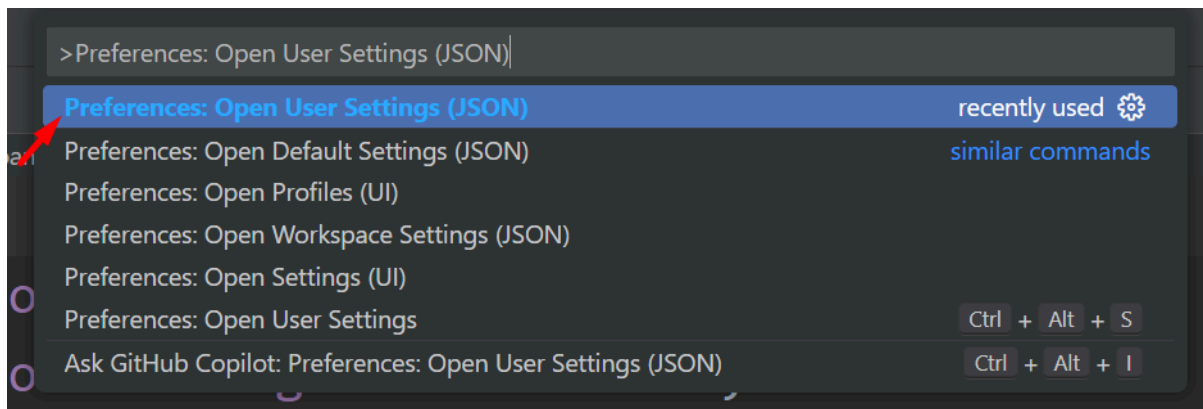 >Preferences: Open User Settings (JSON)
Preferences: Open User Settings (JSON) recently used
Preferences: Open Default Settings (JSON) similar commands
Preferences: Open Profiles (UI)
Preferences: Open Workspace Settings (JSON)
Preferences: Open Settings (UI)
Preferences: Open User Settings Ctrl + Alt + S
Ask GitHub Copilot: Preferences: Open User Settings (JSON) Ctrl + Alt + I